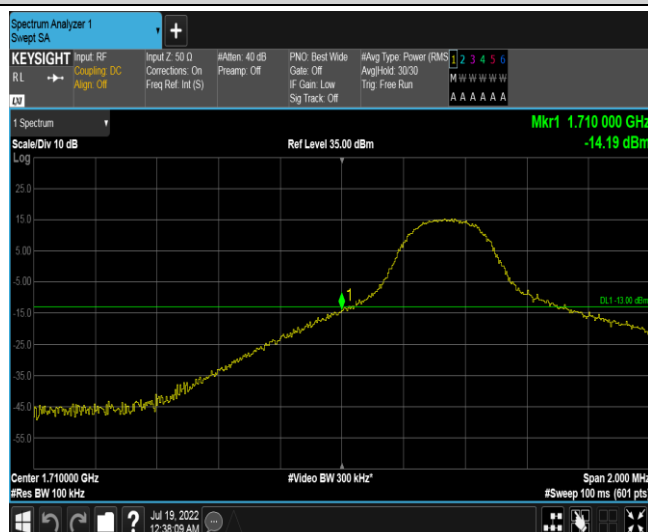 Spectrum Analyzer 1
Swept SA
+
KEYSIGHT
RL
LXI
Input: RF
Coupling: DC
Align: Off
Input Z: 50 Ω
Corrections: On
Freq Ref: Int (S)
#Atten: 40 dB
Preamp: Off
PNO: Best Wide
Gate: Off
IF Gain: Low
Sig Track: Off
#Avg Type: Power (RMS
Avg|Hold: 30/30
Trig: Free Run
1 2 3 4 5 6
M W W W W W
A A A A A A
1 Spectrum
Mkr1 1.710 000 GHz
Scale/Div 10 dB
Ref Level 35.00 dBm
-14.19 dBm
Log
25.0
15.0
5.00
-5.00
1
DL1 -13.00 dBm
-15.0
-25.0
-35.0
-45.0
-55.0
Center 1.710000 GHz
#Video BW 300 kHz*
Span 2.000 MHz
#Res BW 100 kHz
#Sweep 100 ms (601 pts)
?
Jul 19, 2022
12:38:09 AM